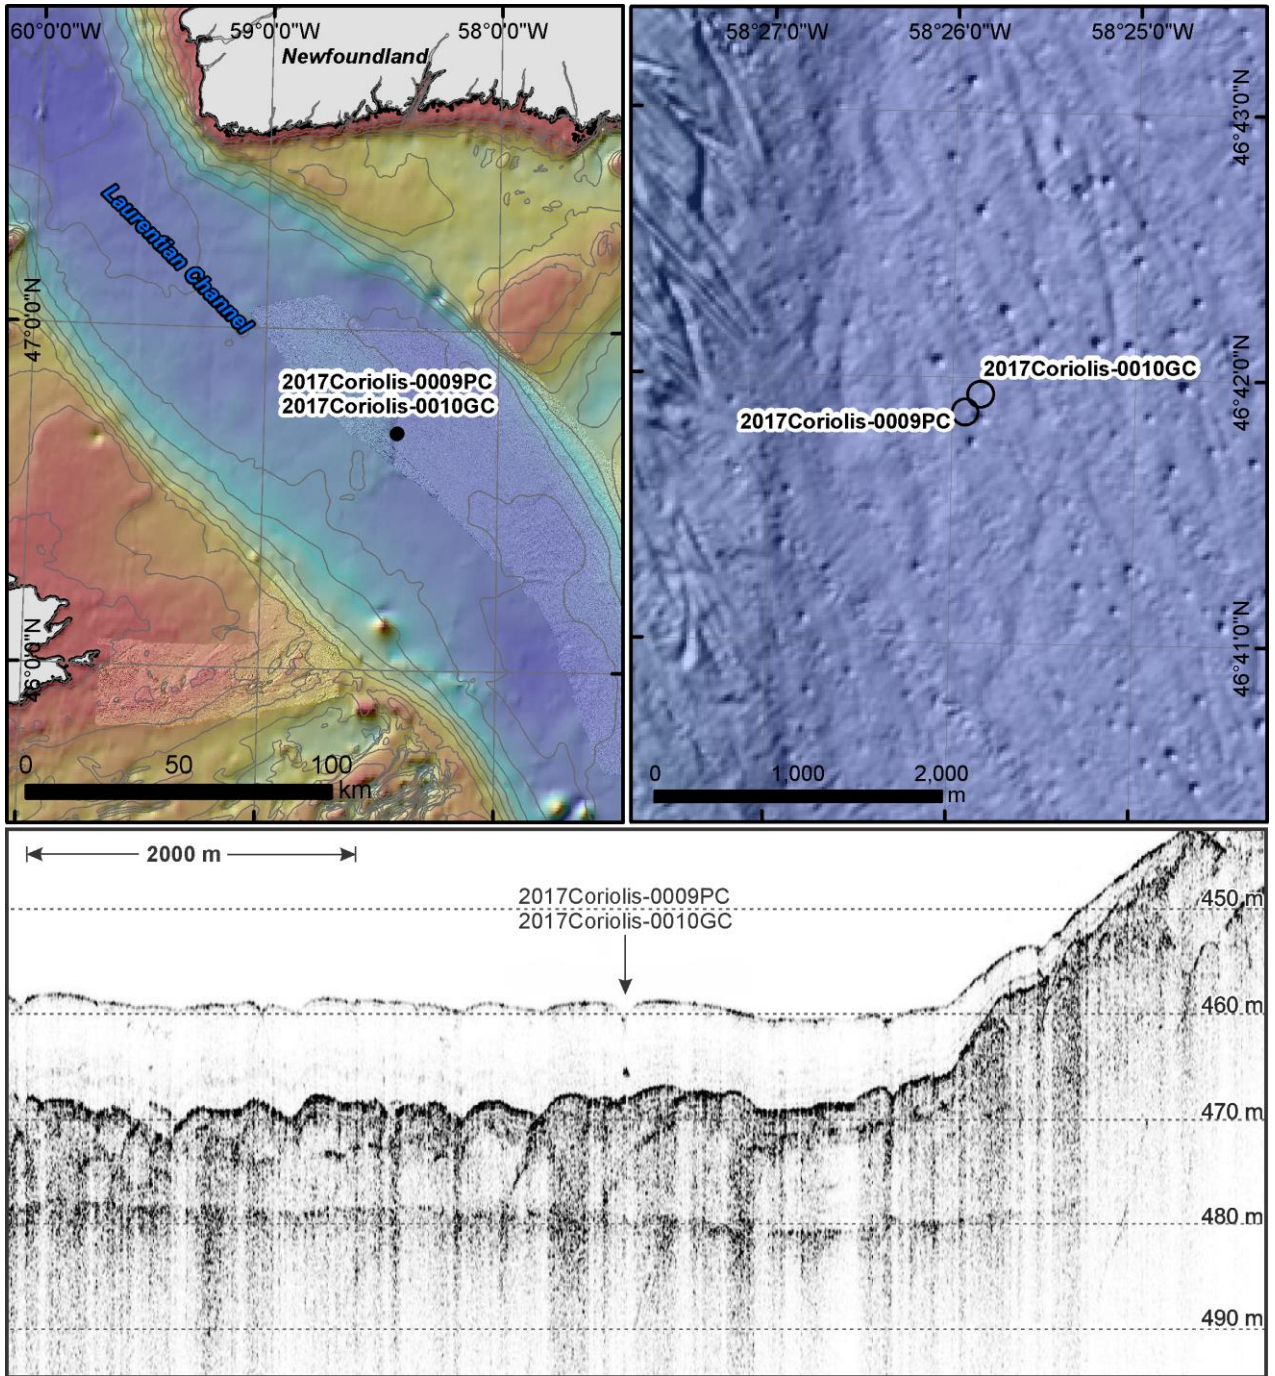 60°0'0"W
59°0'0"W
58°0'0"W
Newfoundland
Laurentian Channel
47°0'0"N
2017Coriolis-0009PC
2017Coriolis-0010GC
46°0'0"N
0 50 100
km
58°27'0"W
58°26'0"W
58°25'0"W
46°43'0"N
46°42'0"N
2017Coriolis-0010GC
2017Coriolis-0009PC
46°41'0"N
0 1,000 2,000
m
2000 m
2017Coriolis-0009PC
2017Coriolis-0010GC
450 m
460 m
470 m
480 m
490 m